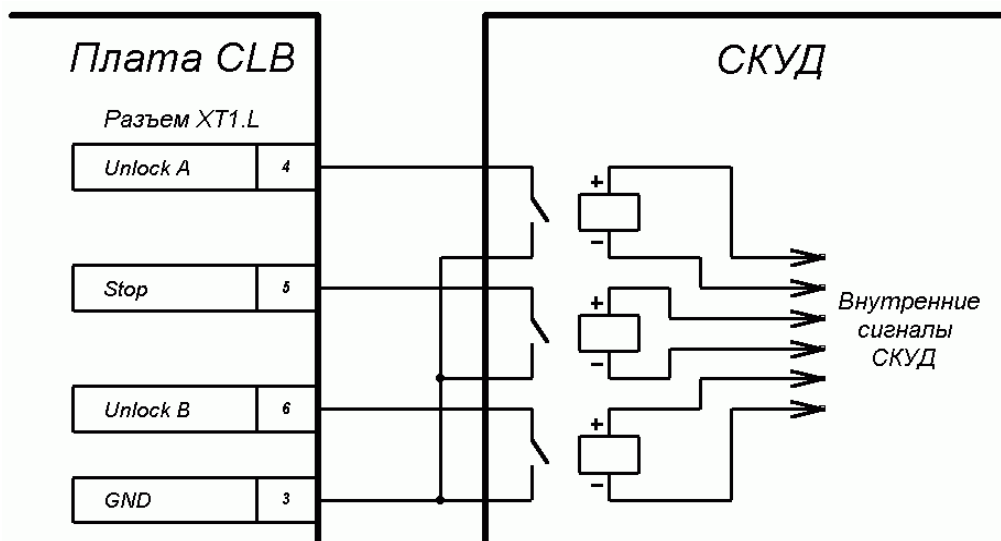 Плата CLB
СКУД
Разъем XT1.L
Unlock A 4
+
−
Stop 5
+
−
Внутренние
сигналы
СКУД
Unlock B 6
+
−
GND 3